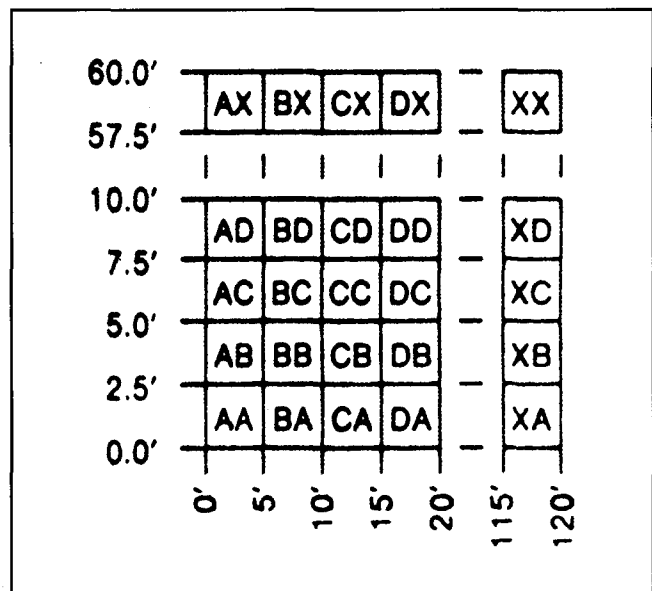 60.0′
AX BX CX DX XX
57.5′
10.0′
AD BD CD DD XD
7.5′
AC BC CC DC XC
5.0′
AB BB CB DB XB
2.5′
AA BA CA DA XA
0.0′
0′ 5′ 10′ 15′ 20′ 115′ 120′